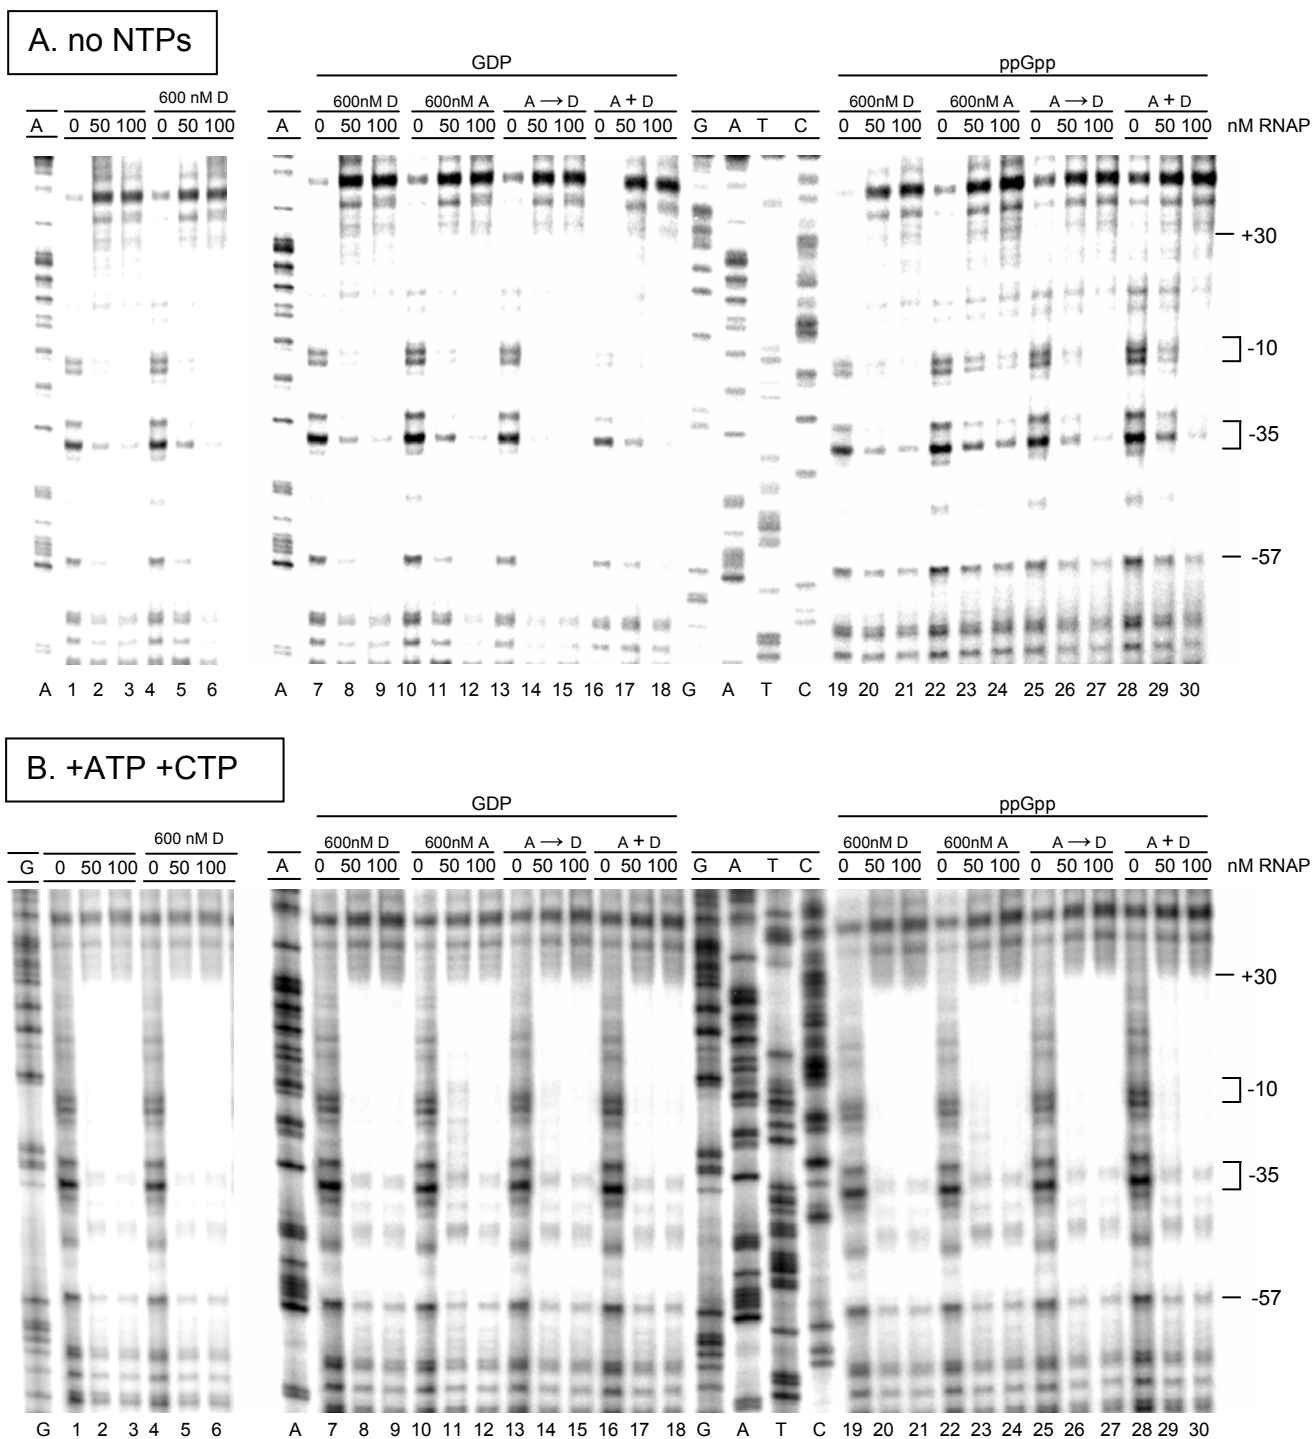 A. no NTPs
GDP
ppGpp
600 nM D
600nM D 600nM A A → D A + D
600nM D 600nM A A → D A + D
A 0 50 100 0 50 100
A 0 50 100 0 50 100 0 50 100 0 50 100
G A T C
0 50 100 0 50 100 0 50 100 0 50 100 nM RNAP
+30
-10
-35
-57
A 1 2 3 4 5 6
A 7 8 9 10 11 12 13 14 15 16 17 18
G A T C
19 20 21 22 23 24 25 26 27 28 29 30
B. +ATP +CTP
GDP
ppGpp
600 nM D
600nM D 600nM A A → D A + D
600nM D 600nM A A → D A + D
G 0 50 100 0 50 100
A 0 50 100 0 50 100 0 50 100 0 50 100
G A T C
0 50 100 0 50 100 0 50 100 0 50 100 nM RNAP
+30
-10
-35
-57
G 1 2 3 4 5 6
A 7 8 9 10 11 12 13 14 15 16 17 18
G A T C
19 20 21 22 23 24 25 26 27 28 29 30